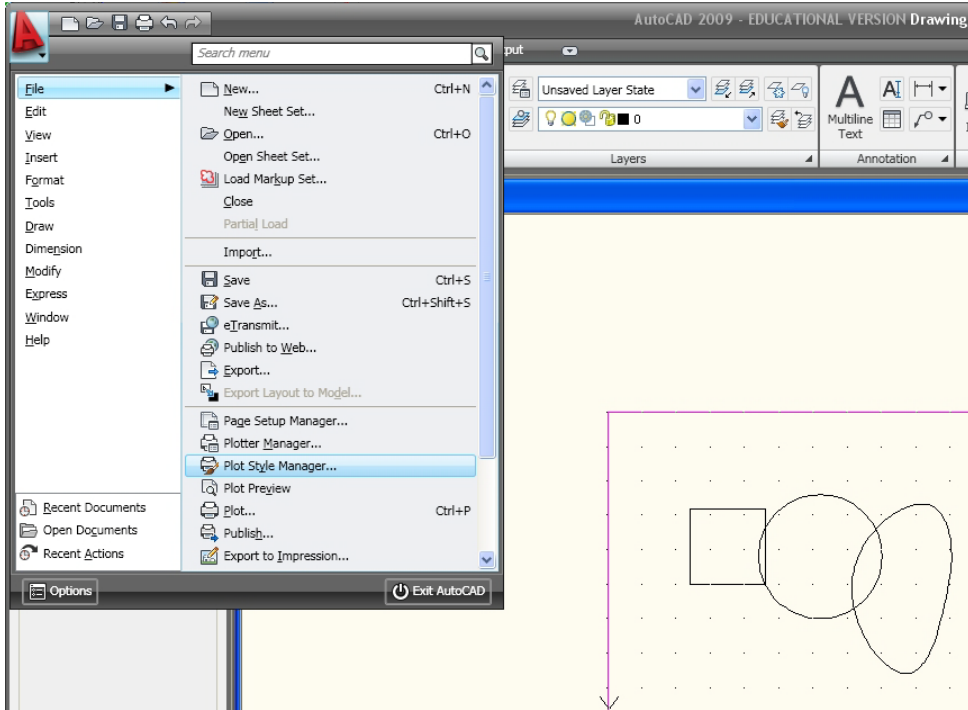 AutoCAD 2009 - EDUCATIONAL VERSION Drawing
Search menu
put
File
Edit
View
Insert
Format
Tools
Draw
Dimension
Modify
Express
Window
Help
Recent Documents
Open Documents
Recent Actions
New... Ctrl+N
New Sheet Set...
Open... Ctrl+O
Open Sheet Set...
Load Markup Set...
Close
Partial Load
Import...
Save Ctrl+S
Save As... Ctrl+Shift+S
eTransmit...
Publish to Web...
Export...
Export Layout to Model...
Page Setup Manager...
Plotter Manager...
Plot Style Manager...
Plot Preview
Plot... Ctrl+P
Publish...
Export to Impression...
Options
Exit AutoCAD
Unsaved Layer State
0
Layers
A
AI
Multiline
Text
Annotation